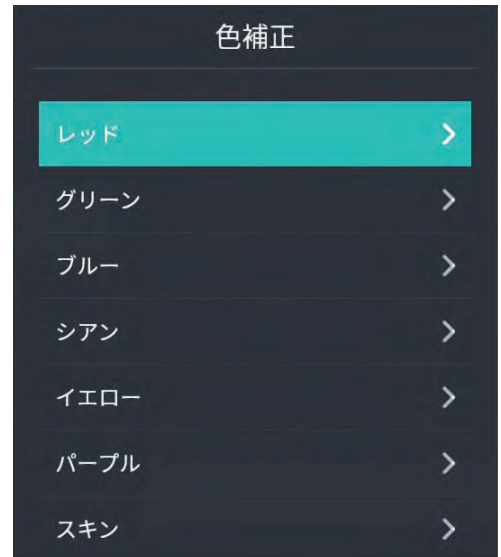 色補正
レッド
グリーン
ブルー
シアン
イエロー
パープル
スキン